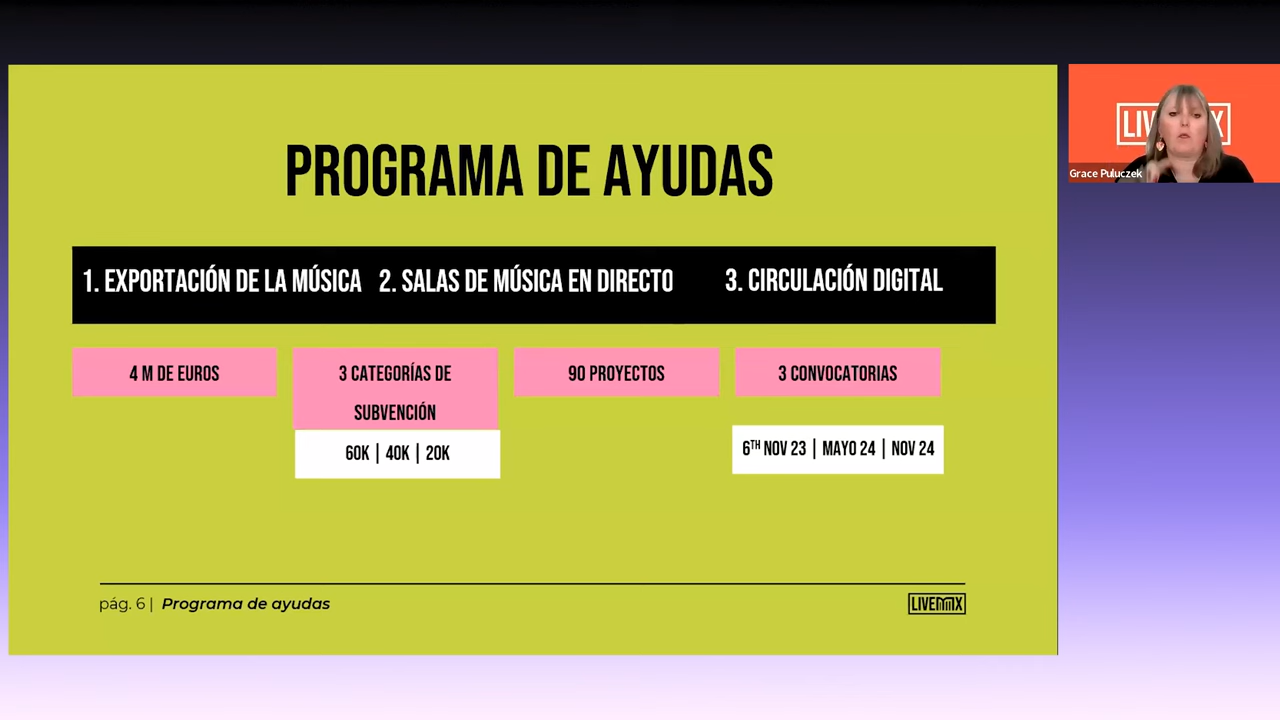 PROGRAMA DE AYUDAS
1. EXPORTACIÓN DE LA MÚSICA 2. SALAS DE MÚSICA EN DIRECTO 3. CIRCULACIÓN DIGITAL
4 M DE EUROS
3 CATEGORÍAS DE
SUBVENCIÓN
60K | 40K | 20K
90 PROYECTOS
3 CONVOCATORIAS
6TH NOV 23 | MAYO 24 | NOV 24
pág. 6 | Programa de ayudas
LIVEMX
Grace Puluczek